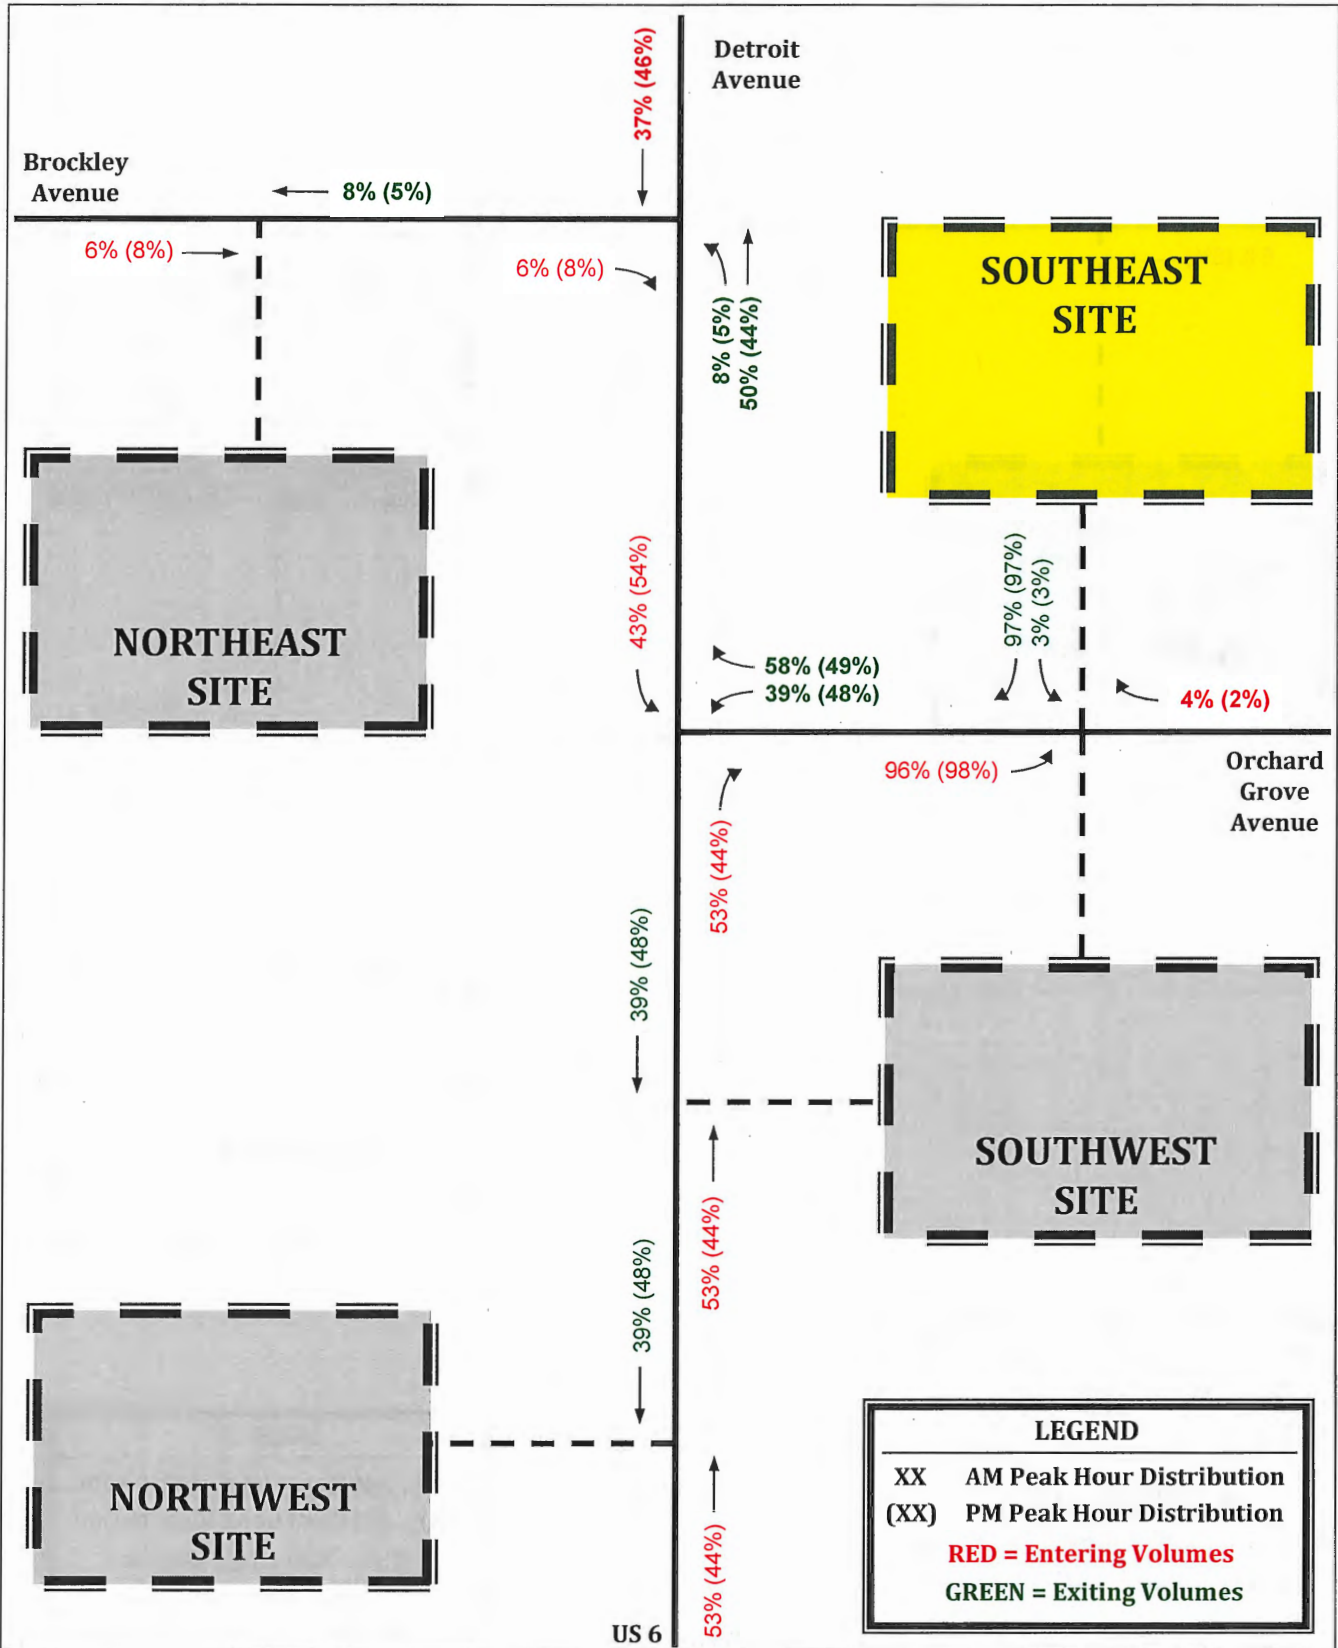 Detroit
Avenue
37% (46%)
Brockley
Avenue
8% (5%)
6% (8%)
6% (8%)
8% (5%)
50% (44%)
SOUTHEAST
SITE
NORTHEAST
SITE
43% (54%)
97% (97%)
3% (3%)
58% (49%)
39% (48%)
4% (2%)
96% (98%)
Orchard
Grove
Avenue
53% (44%)
39% (48%)
SOUTHWEST
SITE
53% (44%)
39% (48%)
NORTHWEST
SITE
53% (44%)
US 6
LEGEND
XX AM Peak Hour Distribution
(XX) PM Peak Hour Distribution
RED = Entering Volumes
GREEN = Exiting Volumes